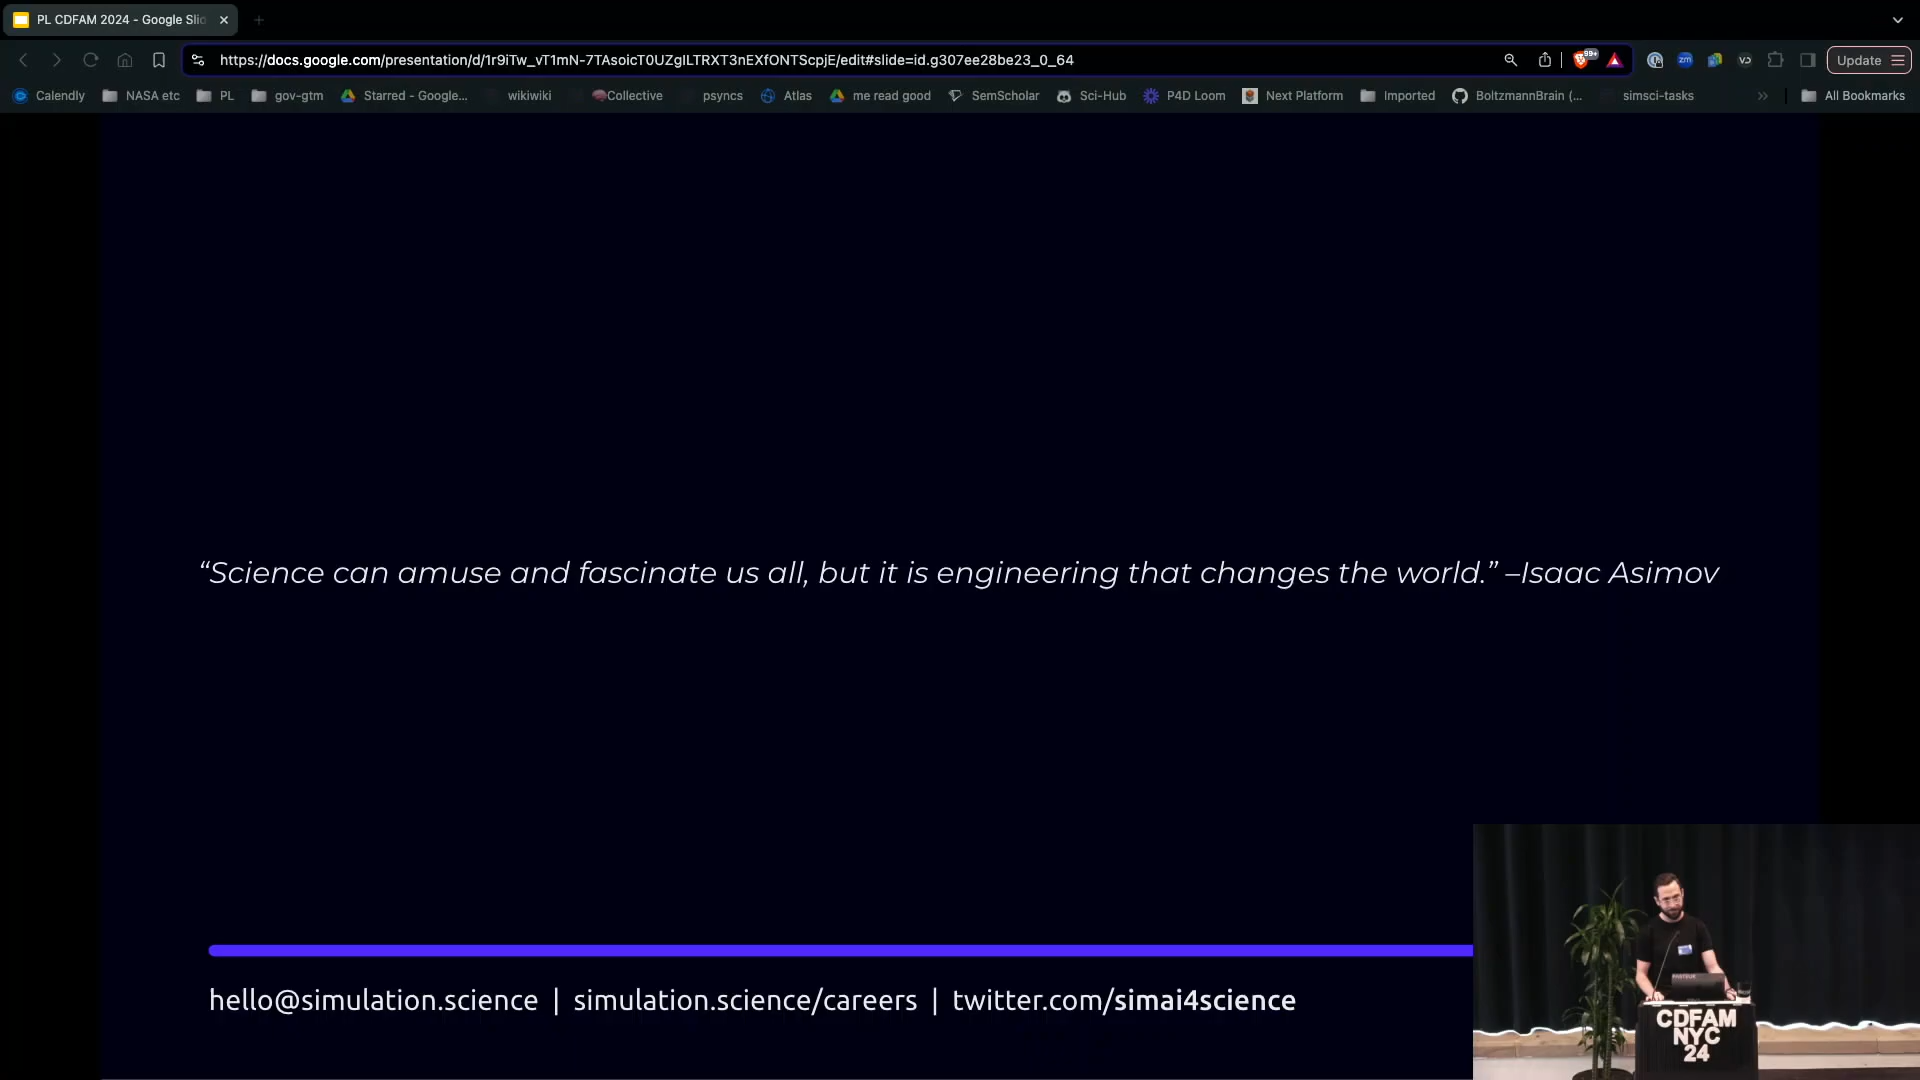 PL CDFAM 2024 - Google Slid
https://docs.google.com/presentation/d/1r9iTw_vT1mN-7TAsoicT0UZgILTRXT3nEXfONTScpjE/edit#slide=id.g307ee28be23_0_64
99+
zm
Update
Calendly
NASA etc
PL
gov-gtm
Starred - Google...
wikiwiki
Collective
psyncs
Atlas
me read good
SemScholar
Sci-Hub
P4D Loom
Next Platform
Imported
BoltzmannBrain (...
simsci-tasks
All Bookmarks
“Science can amuse and fascinate us all, but it is engineering that changes the world.” –Isaac Asimov
hello@simulation.science | simulation.science/careers | twitter.com/simai4science
CDFAM
NYC
24